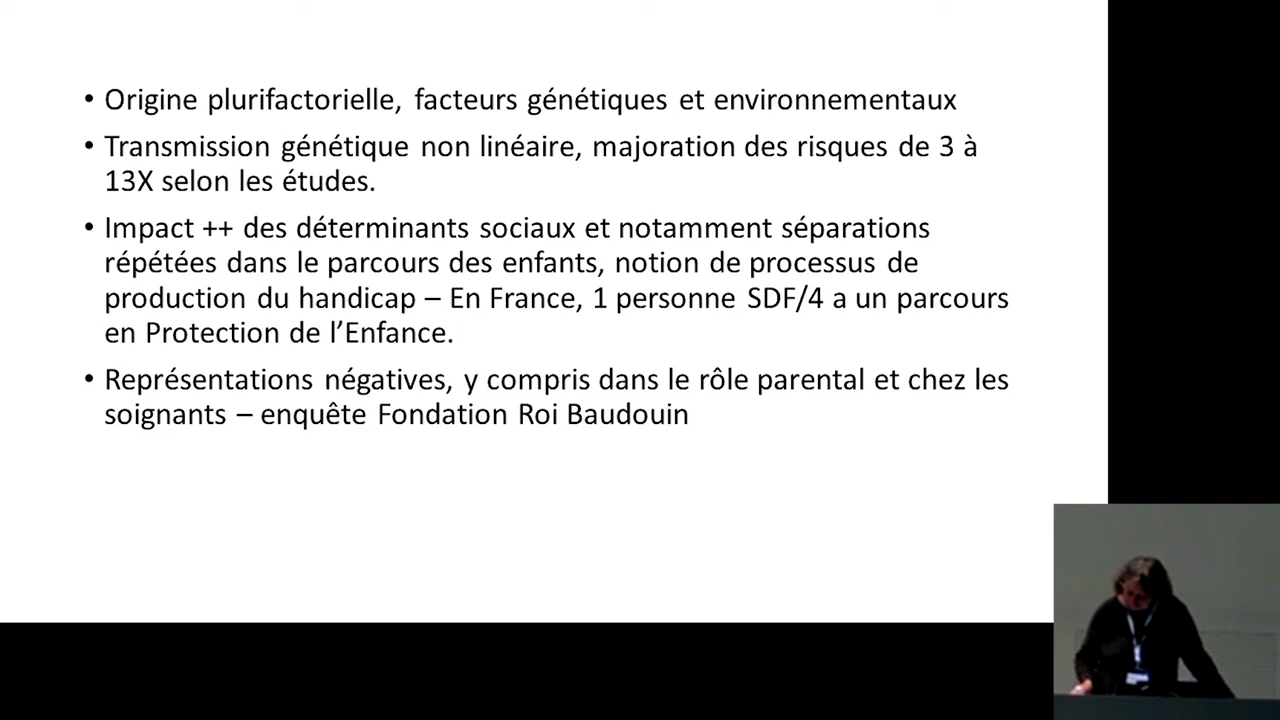 • Origine plurifactorielle, facteurs génétiques et environnementaux
• Transmission génétique non linéaire, majoration des risques de 3 à
13X selon les études.
• Impact ++ des déterminants sociaux et notamment séparations
répétées dans le parcours des enfants, notion de processus de
production du handicap – En France, 1 personne SDF/4 a un parcours
en Protection de l’Enfance.
• Représentations négatives, y compris dans le rôle parental et chez les
soignants – enquête Fondation Roi Baudouin